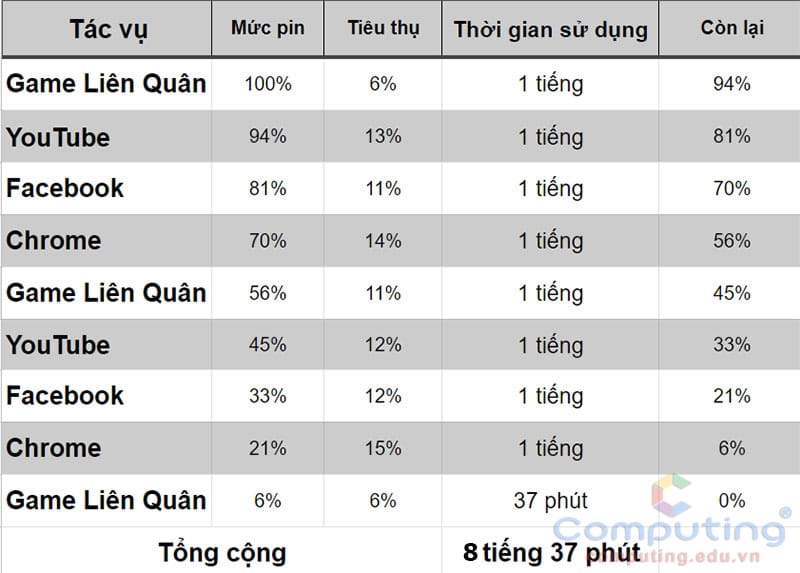 Tác vụ Mức pin Tiêu thụ Thời gian sử dụng Còn lại
Game Liên Quân 100% 6% 1 tiếng 94%
YouTube 94% 13% 1 tiếng 81%
Facebook 81% 11% 1 tiếng 70%
Chrome 70% 14% 1 tiếng 56%
Game Liên Quân 56% 11% 1 tiếng 45%
YouTube 45% 12% 1 tiếng 33%
Facebook 33% 12% 1 tiếng 21%
Chrome 21% 15% 1 tiếng 6%
Game Liên Quân 6% 6% 37 phút 0%
Computing®
Tổng cộng 8 tiếng 37 phút
computing.edu.vn